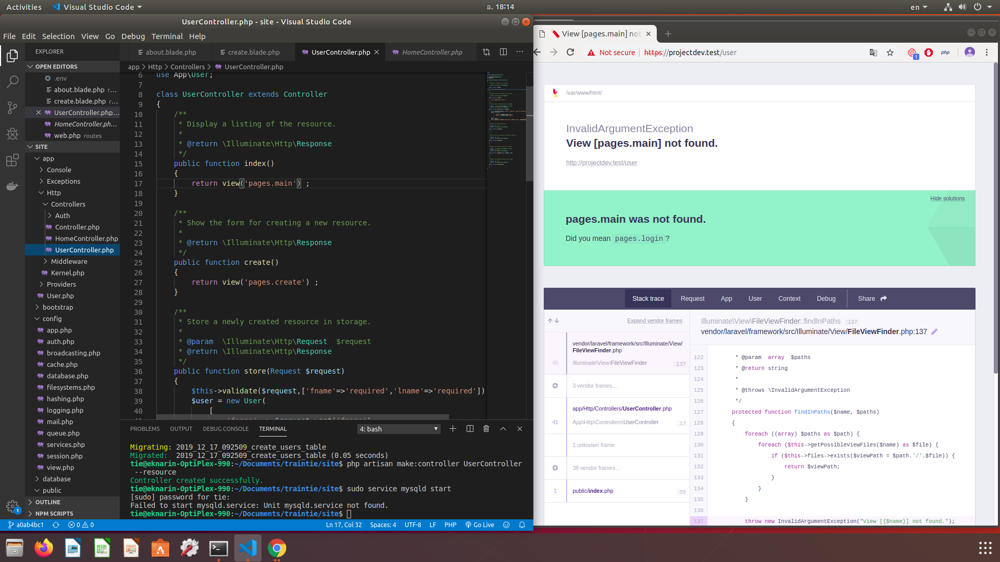 Activities
Visual Studio Code
อ. 18:14
en
UserController.php - site - Visual Studio Code
File Edit Selection View Go Debug Terminal Help
EXPLORER
OPEN EDITORS
.env
about.blade.php r...
create.blade.php r...
UserController.php...
HomeController.ph...
web.php routes
SITE
app
Console
Exceptions
Http
Controllers
Auth
Controller.php
HomeController.php
UserController.php
Middleware
Kernel.php
Providers
User.php
bootstrap
config
app.php
auth.php
broadcasting.php
cache.php
database.php
filesystems.php
hashing.php
logging.php
mail.php
queue.php
services.php
session.php
view.php
database
public
OUTLINE
NPM SCRIPTS
1
about.blade.php
create.blade.php
UserController.php
HomeController.php
app > Http > Controllers > UserController.php
6 use App\User;
7
8 class UserController extends Controller
9 {
10 /**
11 * Display a listing of the resource.
12 *
13 * @return \Illuminate\Http\Response
14 */
15 public function index()
16 {
17 return view('pages.main') ;
18 }
19
20 /**
21 * Show the form for creating a new resource.
22 *
23 * @return \Illuminate\Http\Response
24 */
25 public function create()
26 {
27 return view('pages.create') ;
28 }
29
30 /**
31 * Store a newly created resource in storage.
32 *
33 * @param \Illuminate\Http\Request $request
34 * @return \Illuminate\Http\Response
35 */
36 public function store(Request $request)
37 {
38 $this->validate($request,['fname'=>'required','lname'=>'required'])
39 $user = new User(
40 [
PROBLEMS OUTPUT DEBUG CONSOLE TERMINAL
4: bash
Migrating: 2019_12_17_092509_create_users_table
Migrated: 2019_12_17_092509_create_users_table (0.05 seconds)
tie@eknarin-OptiPlex-990:~/Documents/traintie/site$ php artisan make:controller UserController
--resource
Controller created successfully.
tie@eknarin-OptiPlex-990:~/Documents/traintie/site$ sudo service mysqld start
[sudo] password for tie:
Failed to start mysqld.service: Unit mysqld.service not found.
tie@eknarin-OptiPlex-990:~/Documents/traintie/site$
a0ab4bc1
0 0
Ln 17, Col 32 Spaces: 4 UTF-8 LF PHP Go Live
View [pages.main] not
Not secure
https://projectdev.test/user
1
php
/var/www/html/
InvalidArgumentException
View [pages.main] not found.
http://projectdev.test/user
Hide solutions
pages.main was not found.
Did you mean pages.login?
Stack trace Request App User Context Debug Share
Expand vendor frames
vendor/laravel/framework/src/Illuminate/View/
FileViewFinder.php
45 Illuminate\View\FileViewFinder :137
3 vendor frames...
app/Http/Controllers/UserController.php
41 App\Http\Controllers\UserController :17
1 unknown frame
38 vendor frames...
1 public/index.php :55
Illuminate\View\FileViewFinder::findInPaths :137
vendor/laravel/framework/src/Illuminate/View/FileViewFinder.php:137
122 * @param array $paths
123 * @return string
124 *
125 * @throws \InvalidArgumentException
126 */
127 protected function findInPaths($name, $paths)
128 {
129 foreach ((array) $paths as $path) {
130 foreach ($this->getPossibleViewFiles($name) as $file) {
131 if ($this->files->exists($viewPath = $path.'/'.$file)) {
132 return $viewPath;
133 }
134 }
135 }
136
137 throw new InvalidArgumentException("View [{$name}] not found.");